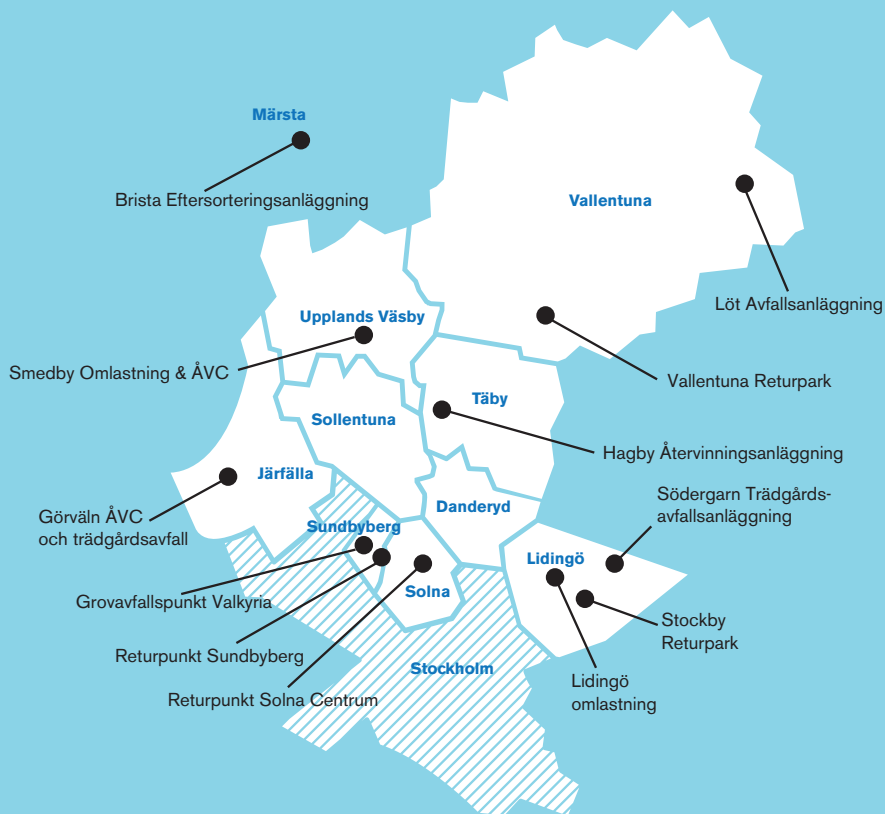 Märsta
Brista Eftersorteringsanläggning
Vallentuna
Löt Avfallsanläggning
Upplands Väsby
Smedby Omlastning & ÅVC
Vallentuna Returpark
Täby
Sollentuna
Hagby Återvinningsanläggning
Järfälla
Södergarn Trädgårds-
avfallsanläggning
Danderyd
Görväln ÅVC
och trädgårdsavfall
Sundbyberg
Lidingö
Solna
Grovavfallspunkt Valkyria
Stockby
Returpark
Returpunkt Sundbyberg
Stockholm
Lidingö
omlastning
Returpunkt Solna Centrum